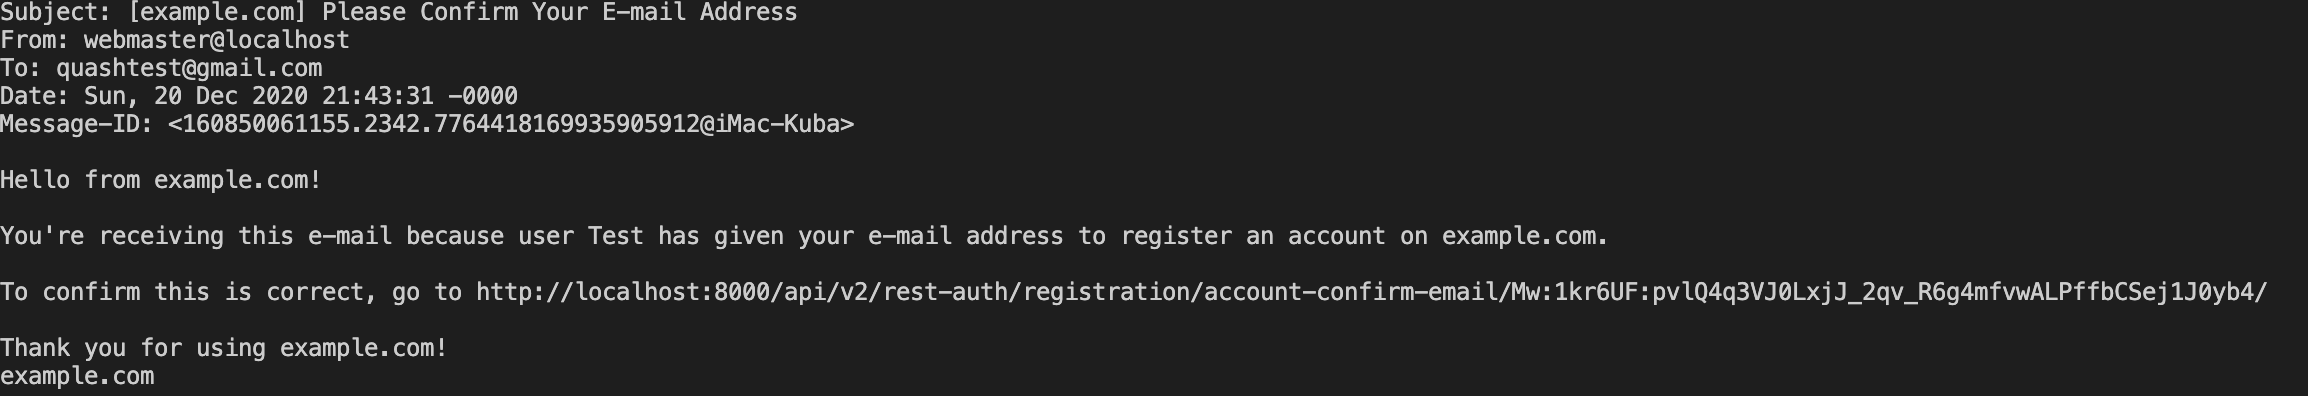 Subject: [example.com] Please Confirm Your E-mail Address
From: webmaster@localhost
To: quashtest@gmail.com
Date: Sun, 20 Dec 2020 21:43:31 -0000
Message-ID: <160850061155.2342.7764418169935905912@iMac-Kuba>
Hello from example.com!
You're receiving this e-mail because user Test has given your e-mail address to register an account on example.com.
To confirm this is correct, go to http://localhost:8000/api/v2/rest-auth/registration/account-confirm-email/Mw:1kr6UF:pvlQ4q3VJ0LxjJ_2qv_R6g4mfvwALPffbCSej1J0yb4/
Thank you for using example.com!
example.com